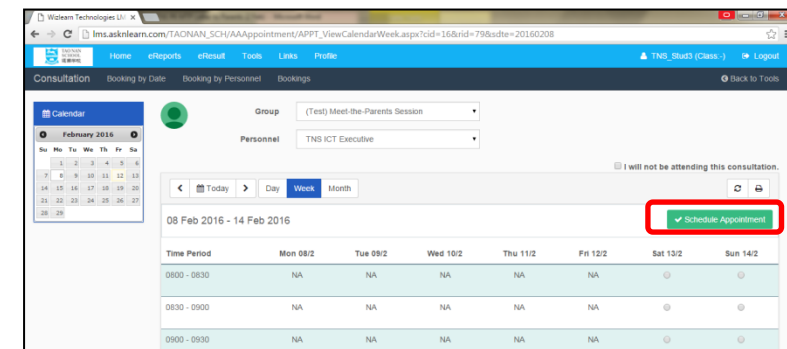 Wizlearn Technologies LM
lms.asknlearn.com/TAONAN_SCH/AAAppointment/APPT_ViewCalendarWeek.aspx?cid=16&rid=79&sdte=20160208
TAO NAN SCHOOL
Home eReports eResult Tools Links Profile TNS_Stud3 (Class:-) Logout
Consultation Booking by Date Booking by Personnel Bookings Back to Tools
Calendar
February 2016
Su Mo Tu We Th Fr Sa
1 2 3 4 5 6
7 8 9 10 11 12 13
14 15 16 17 18 19 20
21 22 23 24 25 26 27
28 29
Group (Test) Meet-the-Parents Session
Personnel TNS ICT Executive
I will not be attending this consultation.
Today Day Week Month
08 Feb 2016 - 14 Feb 2016 Schedule Appointment
Time Period Mon 08/2 Tue 09/2 Wed 10/2 Thu 11/2 Fri 12/2 Sat 13/2 Sun 14/2
0800 - 0830 NA NA NA NA NA
0830 - 0900 NA NA NA NA NA
0900 - 0930 NA NA NA NA NA